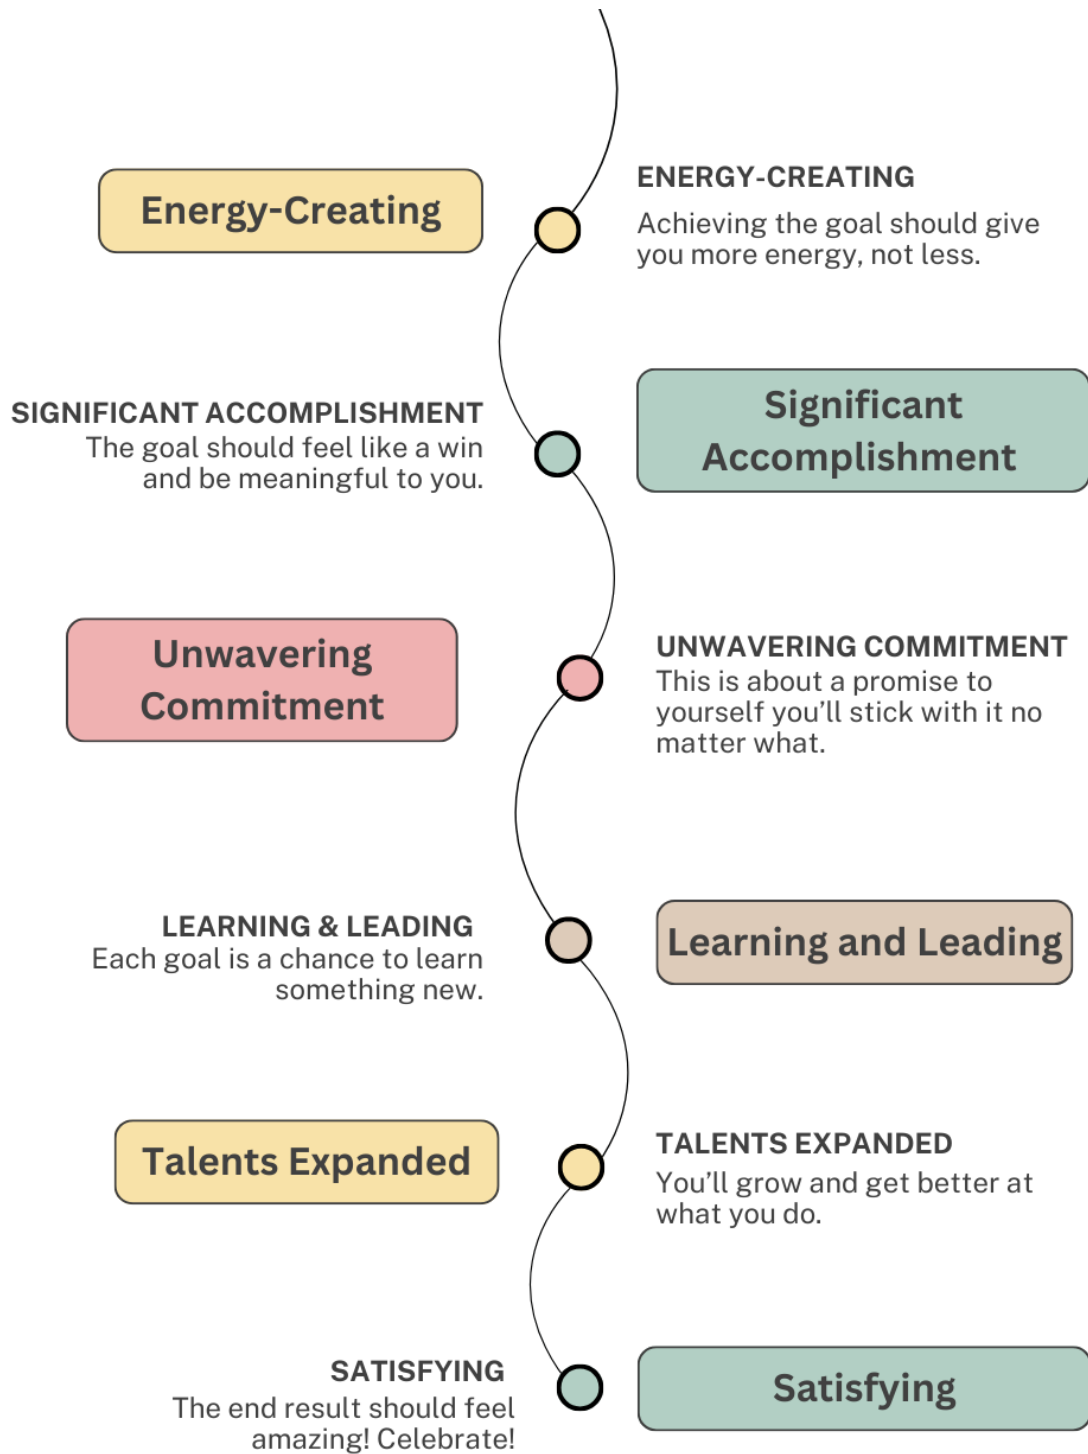 Energy-Creating
ENERGY-CREATING
Achieving the goal should give
you more energy, not less.
SIGNIFICANT ACCOMPLISHMENT
The goal should feel like a win
and be meaningful to you.
Significant
Accomplishment
Unwavering
Commitment
UNWAVERING COMMITMENT
This is about a promise to
yourself you’ll stick with it no
matter what.
LEARNING & LEADING
Each goal is a chance to learn
something new.
Learning and Leading
Talents Expanded
TALENTS EXPANDED
You’ll grow and get better at
what you do.
SATISFYING
The end result should feel
amazing! Celebrate!
Satisfying